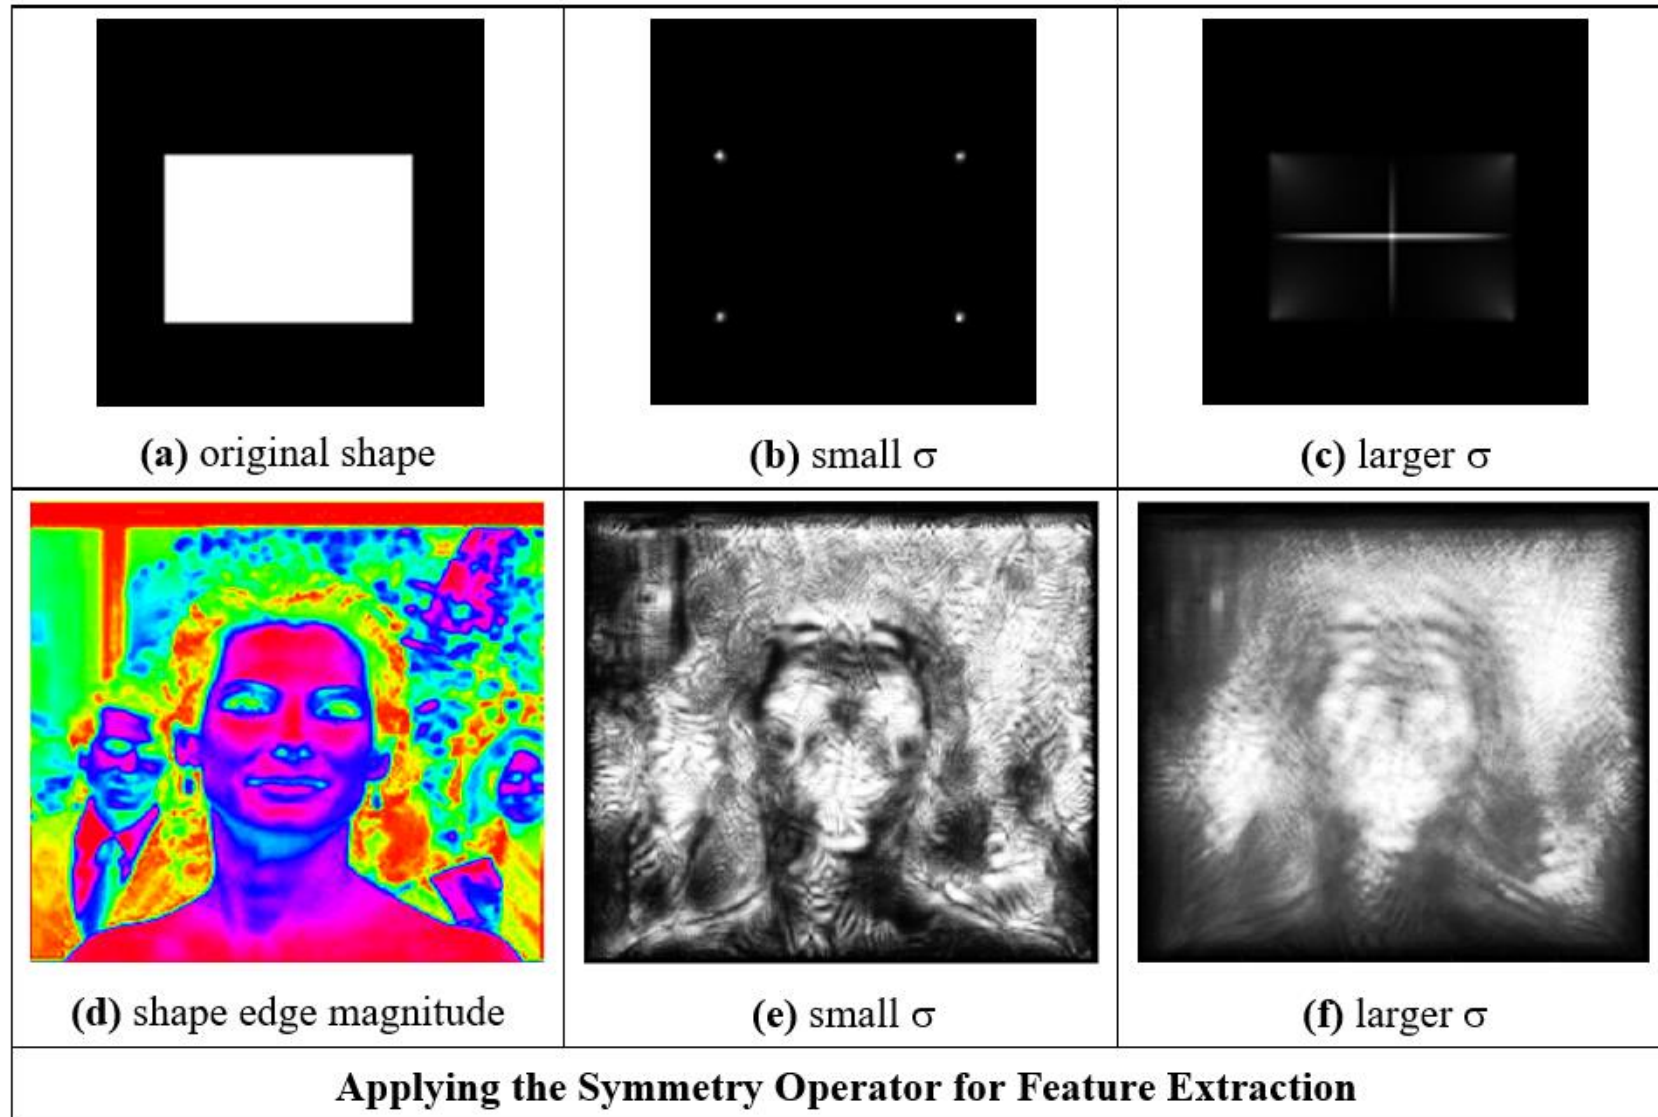 (a) original shape
(b) small σ
(c) larger σ
(d) shape edge magnitude
(e) small σ
(f) larger σ
Applying the Symmetry Operator for Feature Extraction